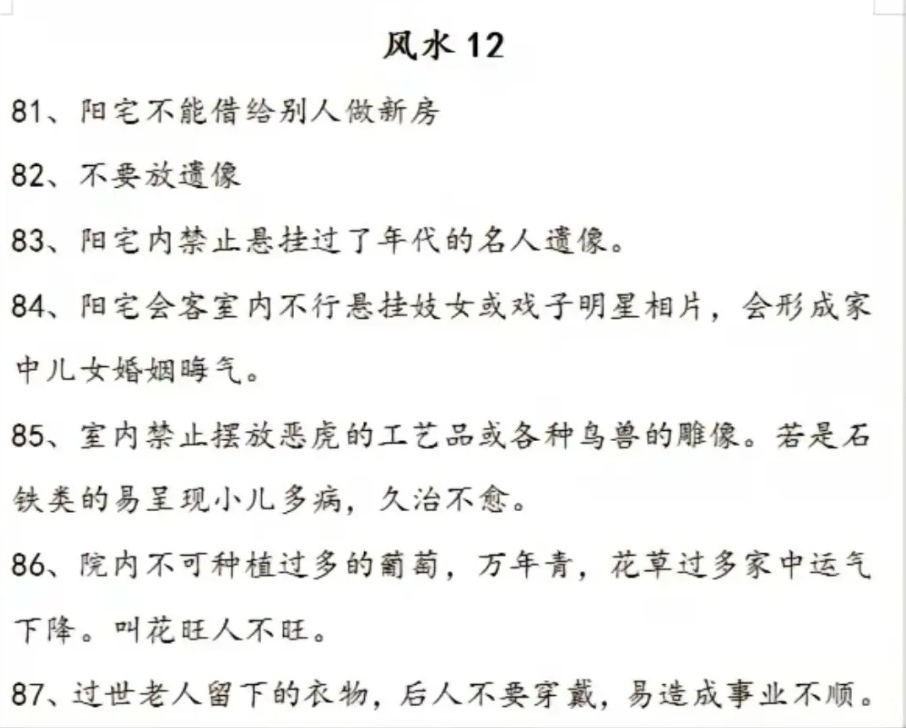 风水 12
81、阳宅不能借给别人做新房
82、不要放遗像
83、阳宅内禁止悬挂过了年代的名人遗像。
84、阳宅会客室内不行悬挂妓女或戏子明星相片，会形成家
中儿女婚姻晦气。
85、室内禁止摆放恶虎的工艺品或各种鸟兽的雕像。若是石
铁类的易呈现小儿多病，久治不愈。
86、院内不可种植过多的葡萄，万年青，花草过多家中运气
下降。叫花旺人不旺。
87、过世老人留下的衣物，后人不要穿戴，易造成事业不顺。